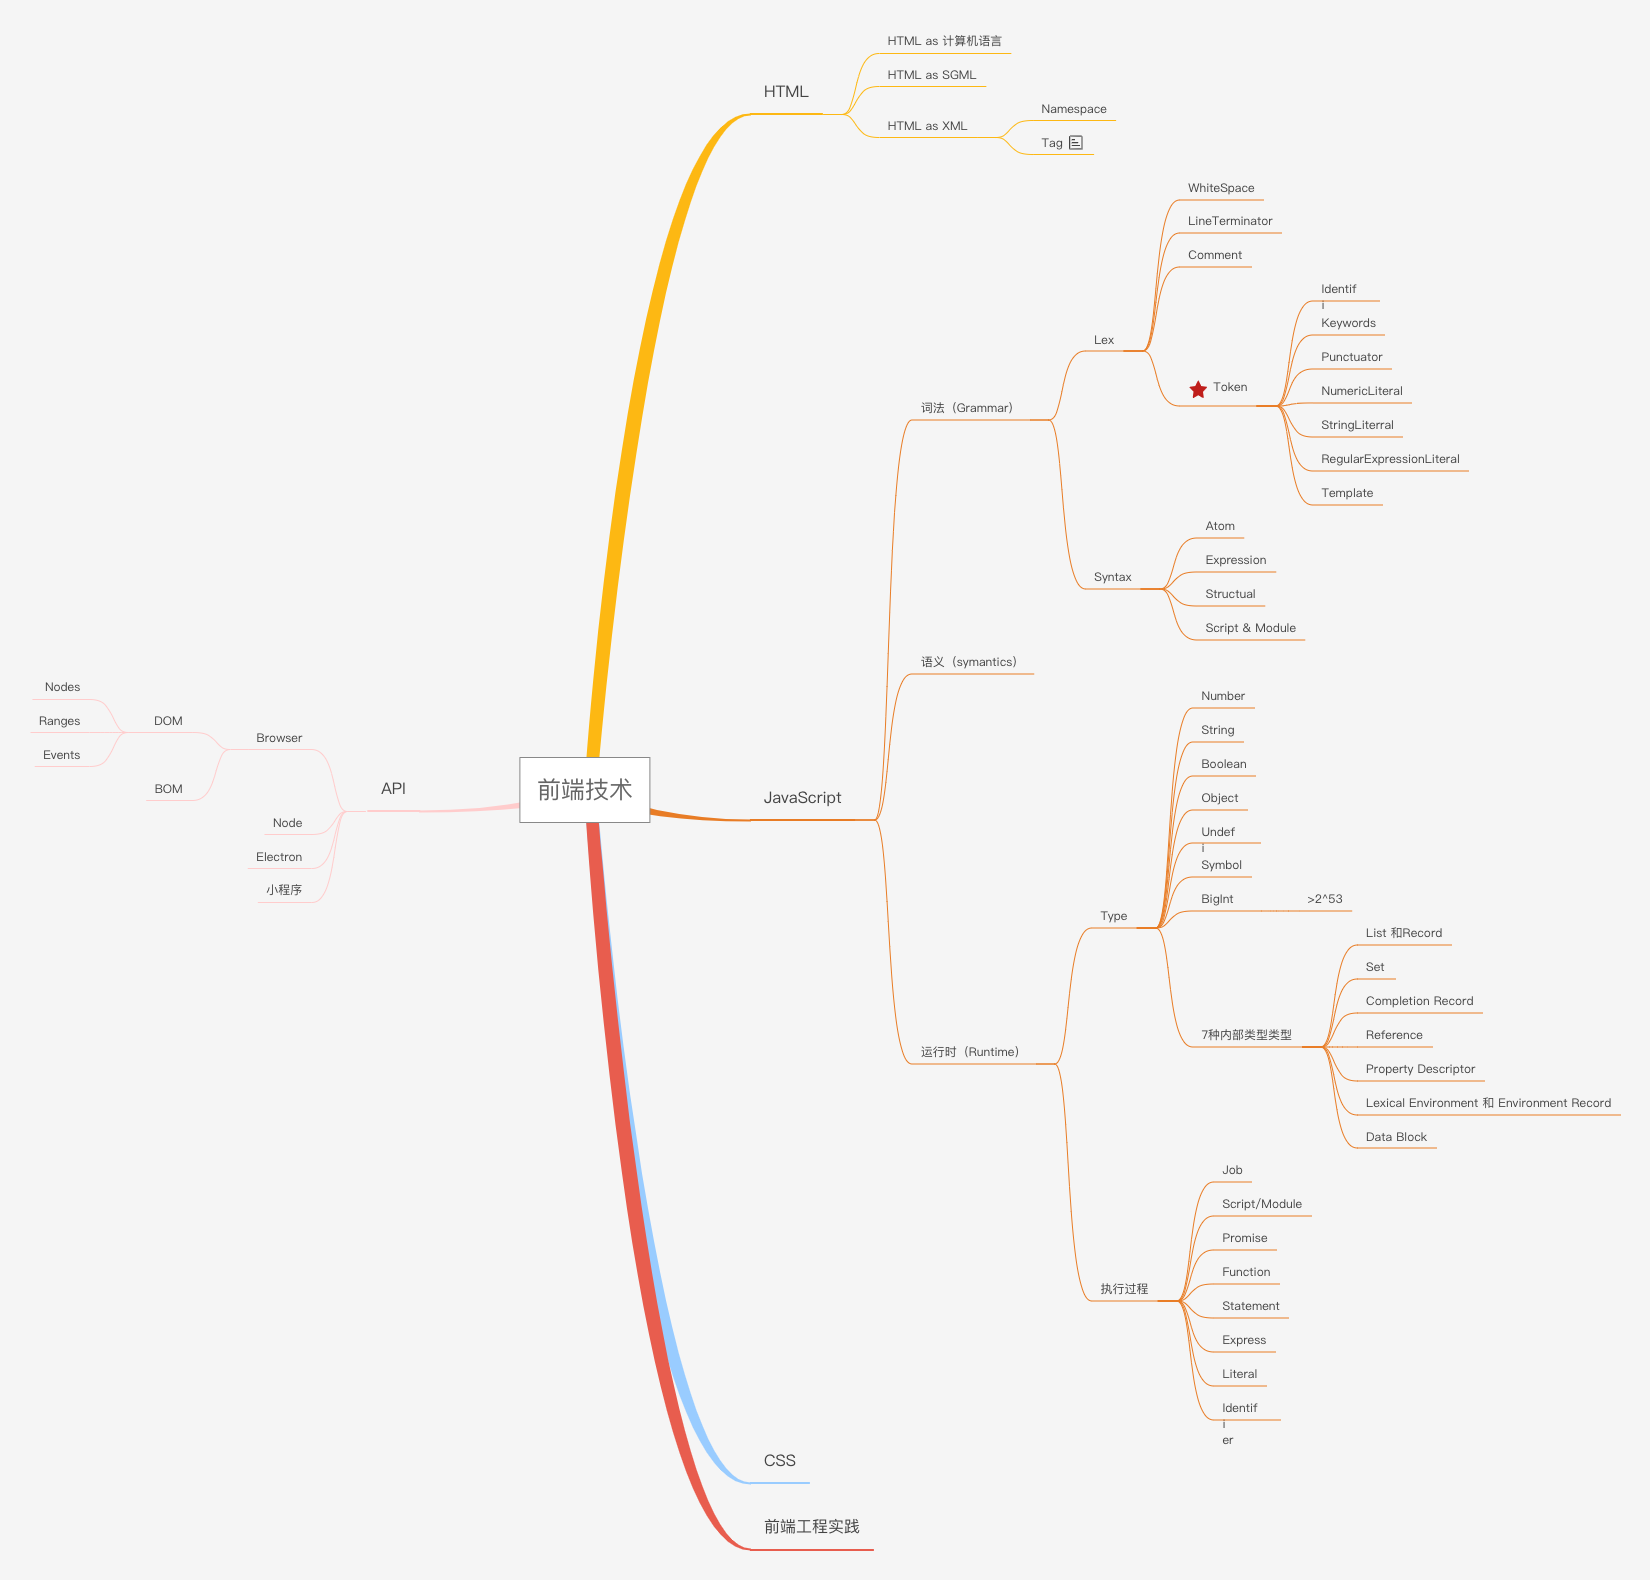 前端技术
HTML
HTML as 计算机语言
HTML as SGML
HTML as XML
Namespace
Tag
JavaScript
词法（Grammar）
Lex
WhiteSpace
LineTerminator
Comment
Token
Identif
i
Keywords
Punctuator
NumericLiteral
StringLiterral
RegularExpressionLiteral
Template
Syntax
Atom
Expression
Structual
Script & Module
语义（symantics）
运行时（Runtime）
Type
Number
String
Boolean
Object
Undef
i
Symbol
BigInt
>2^53
7种内部类型类型
List 和Record
Set
Completion Record
Reference
Property Descriptor
Lexical Environment 和 Environment Record
Data Block
执行过程
Job
Script/Module
Promise
Function
Statement
Express
Literal
Identif
i
er
CSS
前端工程实践
API
Browser
DOM
Nodes
Ranges
Events
BOM
Node
Electron
小程序